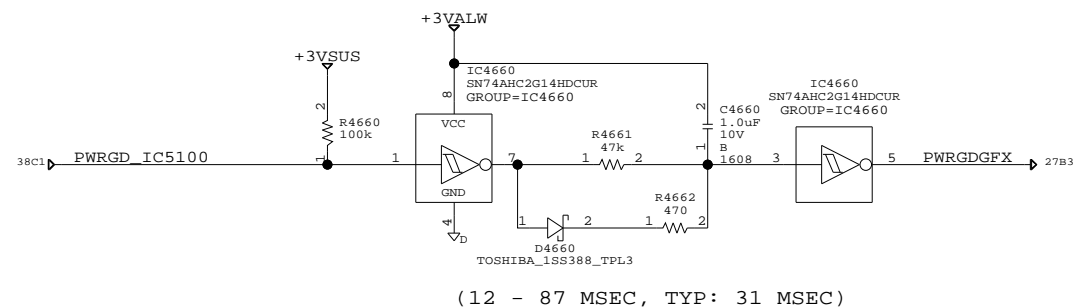 +3VALW
+3VSUS
IC4660
SN74AHC2G14HDCUR
GROUP=IC4660
8
VCC
2
R4660
100k
1
IC4660
SN74AHC2G14HDCUR
GROUP=IC4660
2
C4660
1.0uF
10V
B
1608
1
R4661
47k
38C1
PWRGD_IC5100
1
7
1
2
3
5
PWRGDGFX
27B3
GND
4
D
R4662
470
1
2
1
2
D4660
TOSHIBA_1SS388_TPL3
(12 - 87 MSEC, TYP: 31 MSEC)